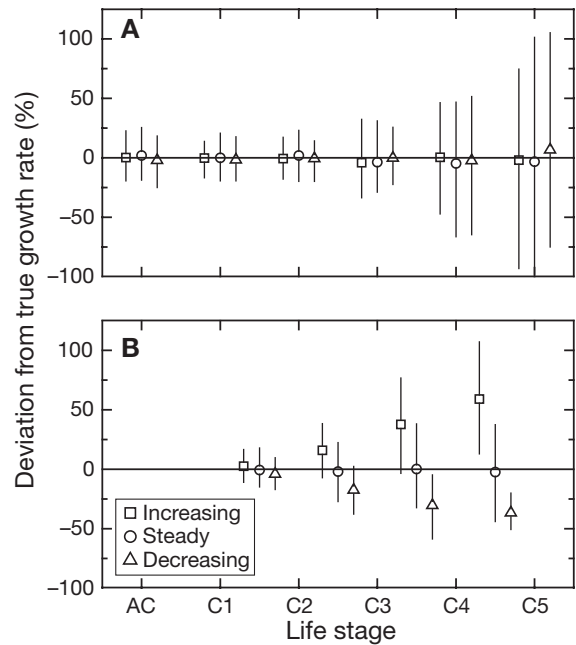 A
100
50
0
−50
−100
Deviation from true growth rate (%)
B
100
50
0
−50
−100
Increasing
Steady
Decreasing
AC C1 C2 C3 C4 C5
Life stage